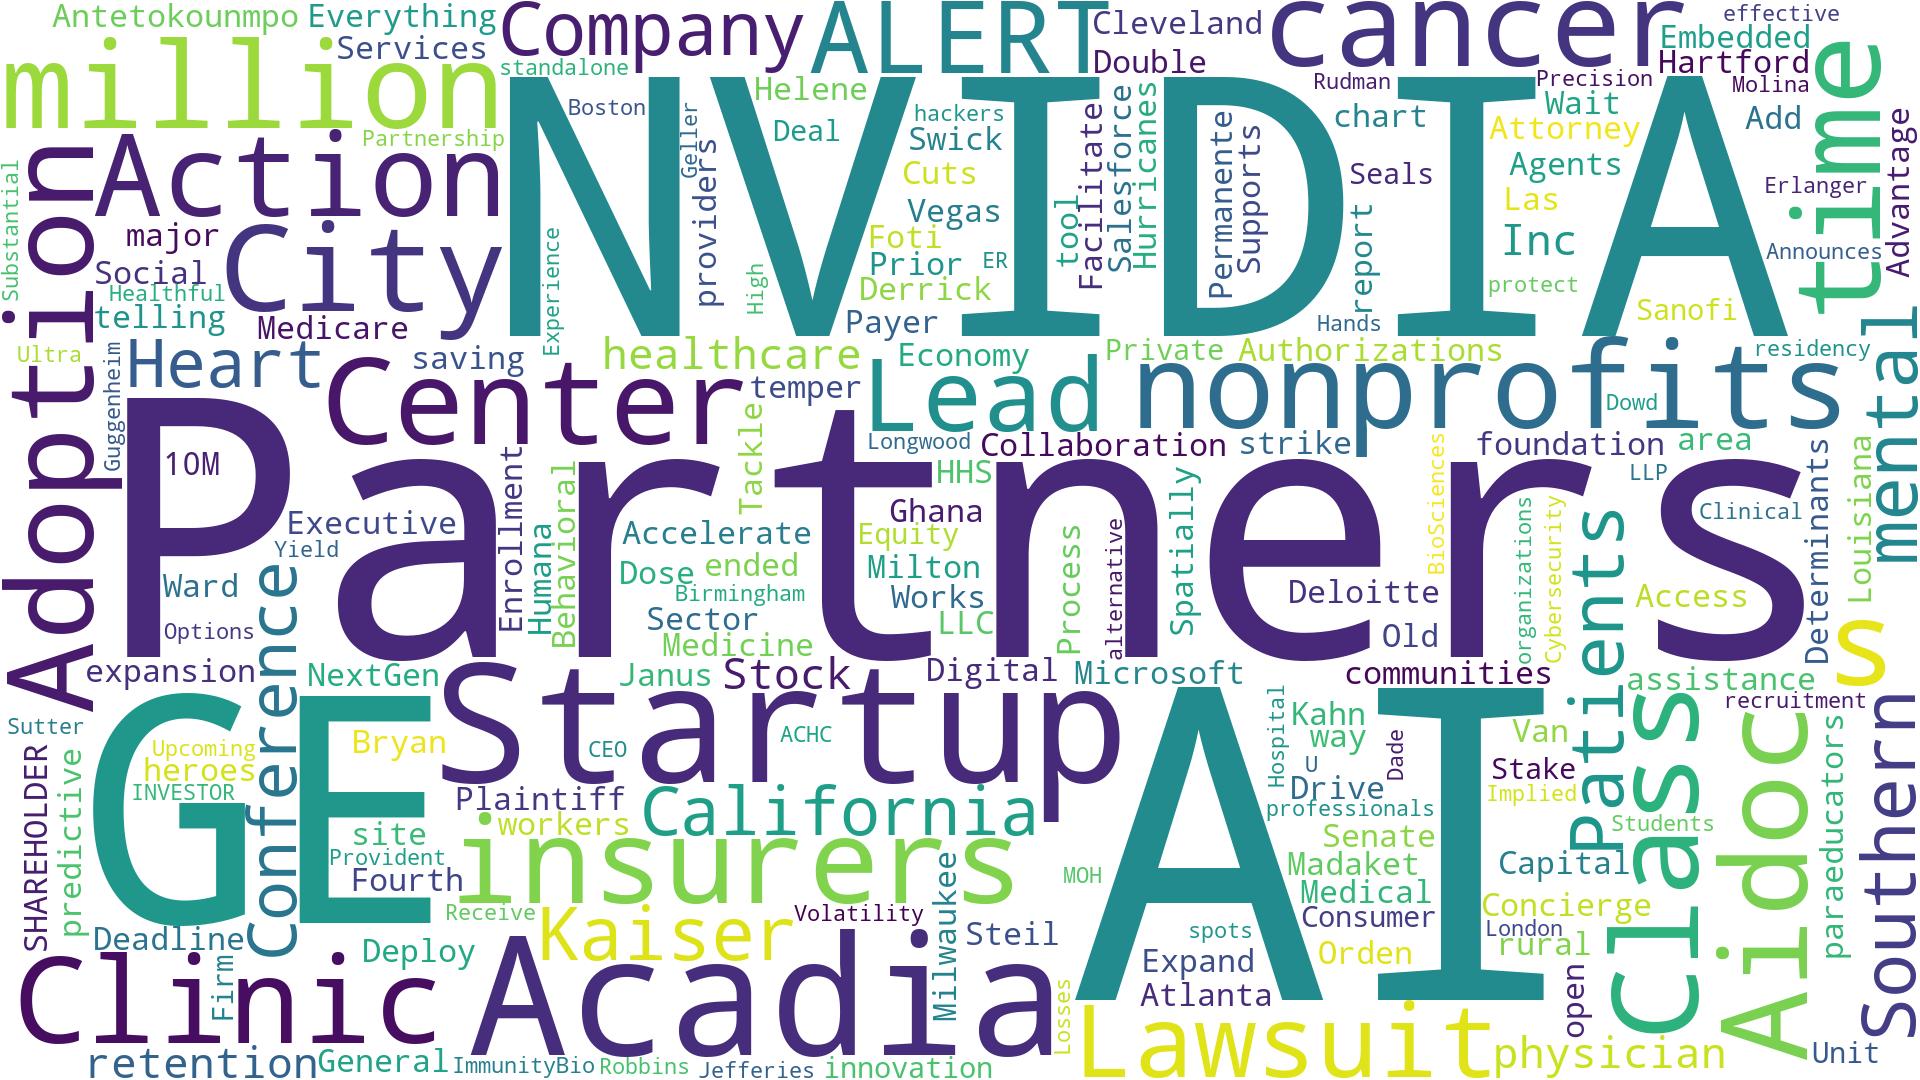 Antetokounmpo
Everything
Company
ALERT
Cleveland
cancer
effective
Services
Double
Embedded
million
standalone
Hartford
NVIDIA
Boston
Geller
Helene
hackers
Rudman
Precision
Molina
time
Partnership
Action
providers
Deal
Swick
Facilitate
Salesforce
Hurricanes
Permanente
Supports
chart
Wait
Attorney
Add
Advantage
Adoption
Substantial
Cuts
Seals
Agents
Erlanger
major
City
Vegas
tool
Las
Social
Experience
High
Foti
Prior
ER
report
Inc
Announces
Healthful
telling
Derrick
protect
Sanofi
Medicare
Payer
Hands
mental
Ultra
Guggenheim
Heart
saving
healthcare
Economy
Private
Authorizations
residency
Center
temper
Lead
nonprofits
Dowd
Partners
10M
Enrollment
Tackle
Longwood
Collaboration
strike
BioSciences
foundation
area
Behavioral
HHS
Spatially
LLP
Determinants
Louisiana
Executive
Humana
Ghana
Clinical
Yield
Accelerate
Equity
Process
alternative
organizations
Cybersecurity
Patients
Ward
Conference
Dose
ended
Milton
Birmingham
Works
Deloitte
Access
Options
Sector
LLC
Old
s
Medicine
expansion
NextGen
Startup
Janus
Stock
Digital
Microsoft
communities
assistance
GE
AI
Hospital
recruitment
Sutter
Upcoming
Bryan
CEO
ACHC
Kahn
way
Dade
Van
Class
Aidoc
paraeducators
Southern
SHAREHOLDER
predictive
heroes
U
Stake
INVESTOR
Plaintiff
California
Drive
Implied
workers
professionals
site
insurers
Senate
Students
Provident
Milwaukee
Madaket
Capital
Fourth
MOH
Medical
Receive
Kaiser
Volatility
Consumer
Concierge
Deadline
Deploy
Acadia
Steil
spots
London
Orden
rural
Clinic
Firm
Expand
open
Losses
Atlanta
Lawsuit
retention
General
ImmunityBio
Robbins
Jefferies
innovation
physician
Unit